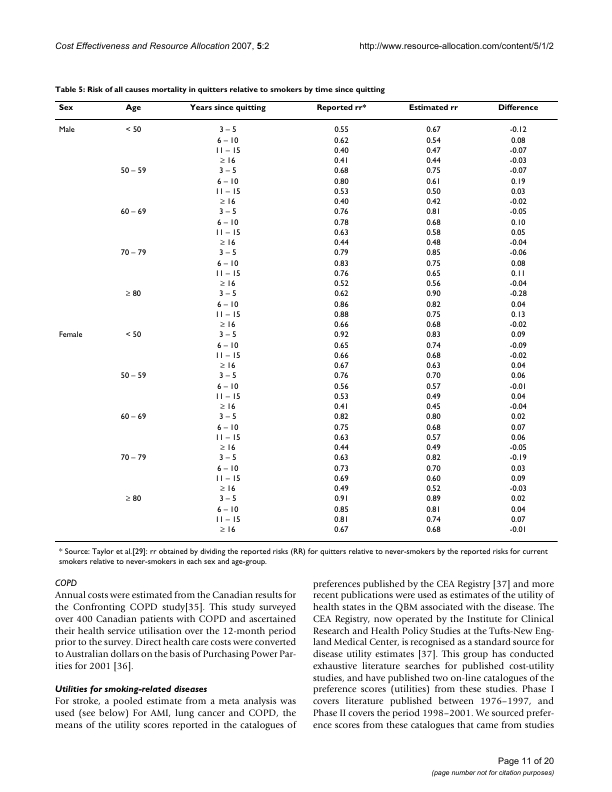 Cost Effectiveness and Resource Allocation 2007, 5:2 http://www.resource-allocation.com/content/5/1/2
Table 5: Risk of all causes mortality in quitters relative to smokers by time since quitting
Sex Age Years since quitting Reported rr* Estimated rr Difference
Male < 50 3 – 5 0.55 0.67 -0.12
6 – 10 0.62 0.54 0.08
11 – 15 0.40 0.47 -0.07
≥ 16 0.41 0.44 -0.03
50 – 59 3 – 5 0.68 0.75 -0.07
6 – 10 0.80 0.61 0.19
11 – 15 0.53 0.50 0.03
≥ 16 0.40 0.42 -0.02
60 – 69 3 – 5 0.76 0.81 -0.05
6 – 10 0.78 0.68 0.10
11 – 15 0.63 0.58 0.05
≥ 16 0.44 0.48 -0.04
70 – 79 3 – 5 0.79 0.85 -0.06
6 – 10 0.83 0.75 0.08
11 – 15 0.76 0.65 0.11
≥ 16 0.52 0.56 -0.04
≥ 80 3 – 5 0.62 0.90 -0.28
6 – 10 0.86 0.82 0.04
11 – 15 0.88 0.75 0.13
≥ 16 0.66 0.68 -0.02
Female < 50 3 – 5 0.92 0.83 0.09
6 – 10 0.65 0.74 -0.09
11 – 15 0.66 0.68 -0.02
≥ 16 0.67 0.63 0.04
50 – 59 3 – 5 0.76 0.70 0.06
6 – 10 0.56 0.57 -0.01
11 – 15 0.53 0.49 0.04
≥ 16 0.41 0.45 -0.04
60 – 69 3 – 5 0.82 0.80 0.02
6 – 10 0.75 0.68 0.07
11 – 15 0.63 0.57 0.06
≥ 16 0.44 0.49 -0.05
70 – 79 3 – 5 0.63 0.82 -0.19
6 – 10 0.73 0.70 0.03
11 – 15 0.69 0.60 0.09
≥ 16 0.49 0.52 -0.03
≥ 80 3 – 5 0.91 0.89 0.02
6 – 10 0.85 0.81 0.04
11 – 15 0.81 0.74 0.07
≥ 16 0.67 0.68 -0.01
* Source: Taylor et al.[29]: rr obtained by dividing the reported risks (RR) for quitters relative to never-smokers by the reported risks for current
smokers relative to never-smokers in each sex and age-group.
COPD
Annual costs were estimated from the Canadian results for
the Confronting COPD study[35]. This study surveyed
over 400 Canadian patients with COPD and ascertained
their health service utilisation over the 12-month period
prior to the survey. Direct health care costs were converted
to Australian dollars on the basis of Purchasing Power Par-
ities for 2001 [36].
Utilities for smoking-related diseases
For stroke, a pooled estimate from a meta analysis was
used (see below) For AMI, lung cancer and COPD, the
means of the utility scores reported in the catalogues of
preferences published by the CEA Registry [37] and more
recent publications were used as estimates of the utility of
health states in the QBM associated with the disease. The
CEA Registry, now operated by the Institute for Clinical
Research and Health Policy Studies at the Tufts-New Eng-
land Medical Center, is recognised as a standard source for
disease utility estimates [37]. This group has conducted
exhaustive literature searches for published cost-utility
studies, and have published two on-line catalogues of the
preference scores (utilities) from these studies. Phase I
covers literature published between 1976–1997, and
Phase II covers the period 1998–2001. We sourced prefer-
ence scores from these catalogues that came from studies
Page 11 of 20
(page number not for citation purposes)